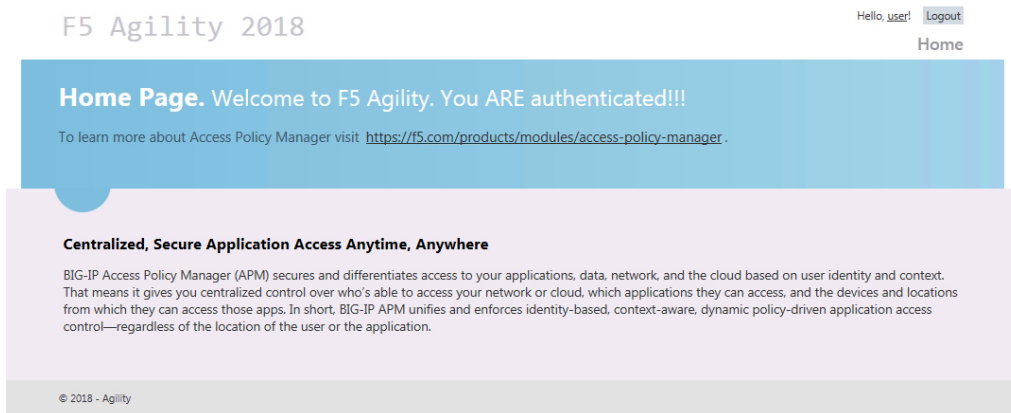 F5 Agility 2018
Hello, user! Logout
Home
Home Page. Welcome to F5 Agility. You ARE authenticated!!!
To learn more about Access Policy Manager visit https://f5.com/products/modules/access-policy-manager .
Centralized, Secure Application Access Anytime, Anywhere
BIG-IP Access Policy Manager (APM) secures and differentiates access to your applications, data, network, and the cloud based on user identity and context.
That means it gives you centralized control over who's able to access your network or cloud, which applications they can access, and the devices and locations
from which they can access those apps. In short, BIG-IP APM unifies and enforces identity-based, context-aware, dynamic policy-driven application access
control—regardless of the location of the user or the application.
© 2018 - Agility